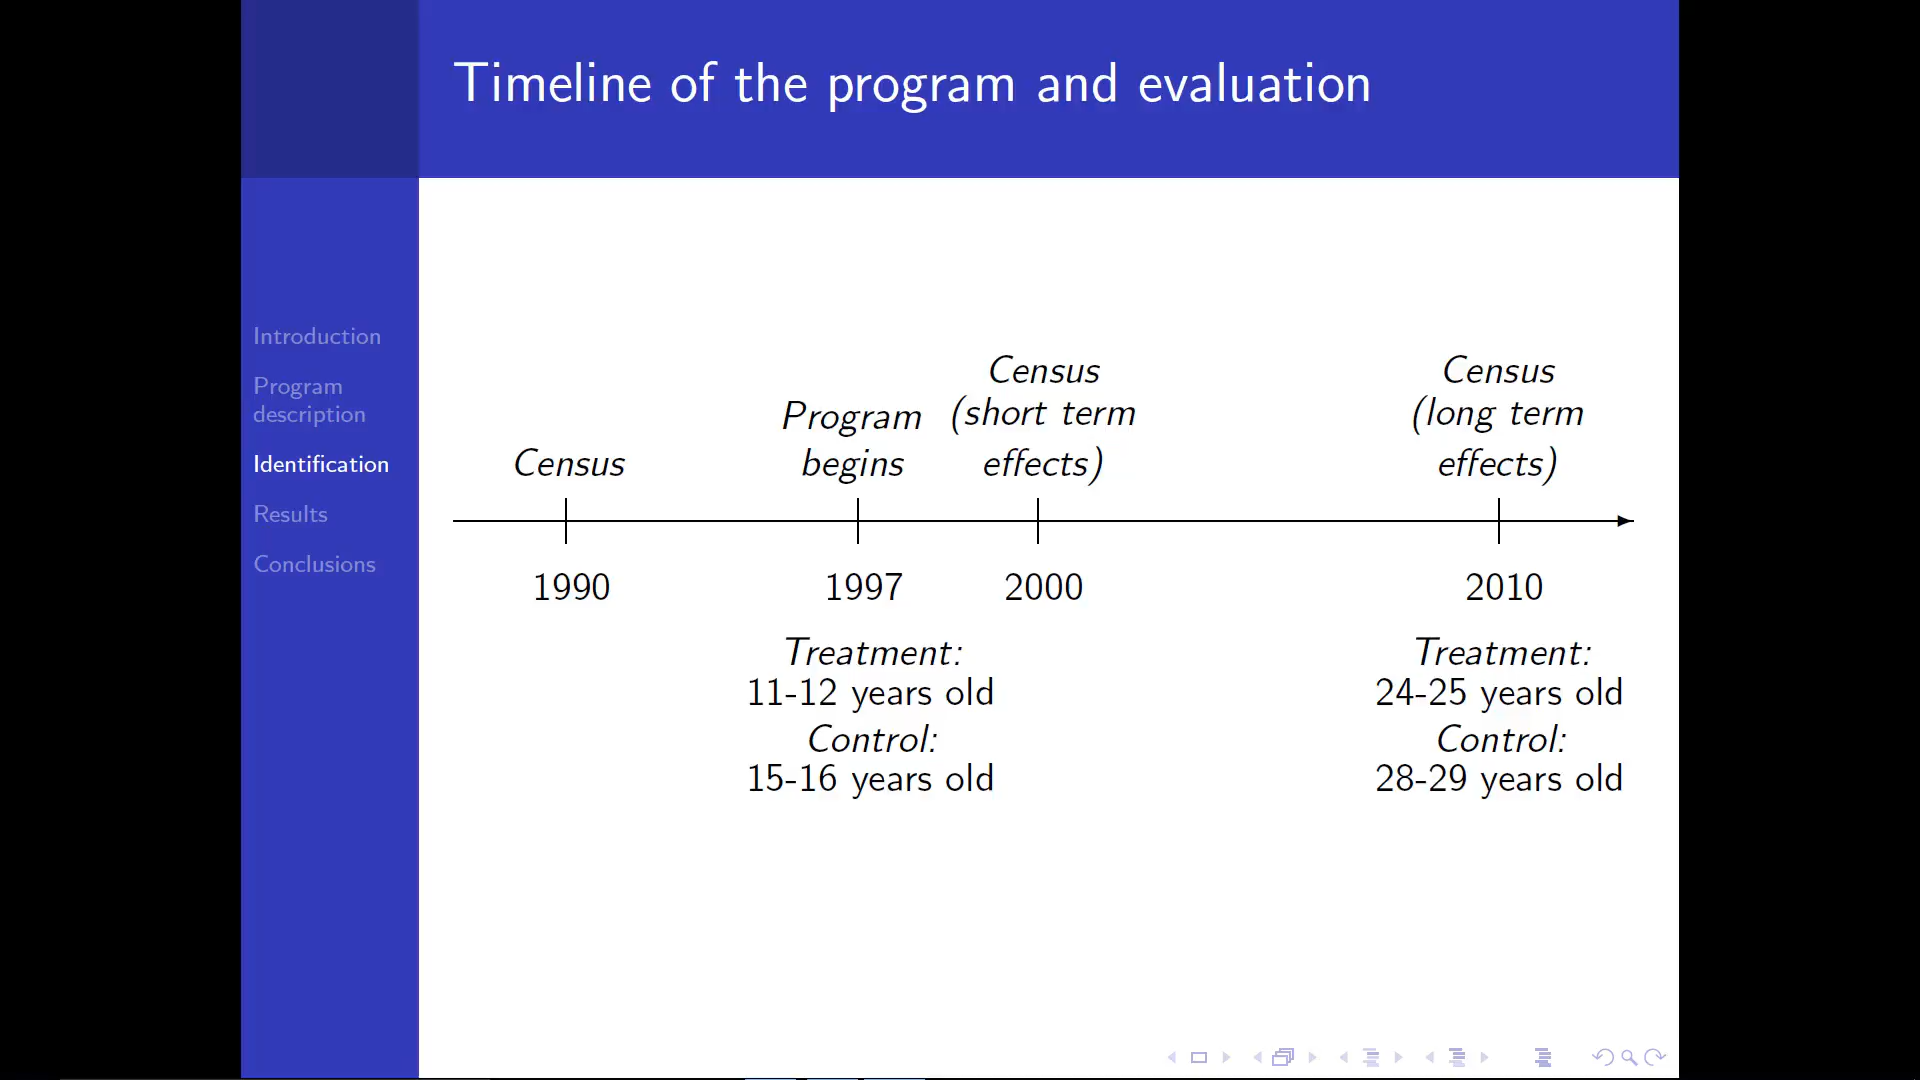 Timeline of the program and evaluation
Introduction
Program
description
Identification
Results
Conclusions
Census
Program
begins
Census
(short term
effects)
Census
(long term
effects)
1990
1997
2000
2010
Treatment:
11-12 years old
Control:
15-16 years old
Treatment:
24-25 years old
Control:
28-29 years old